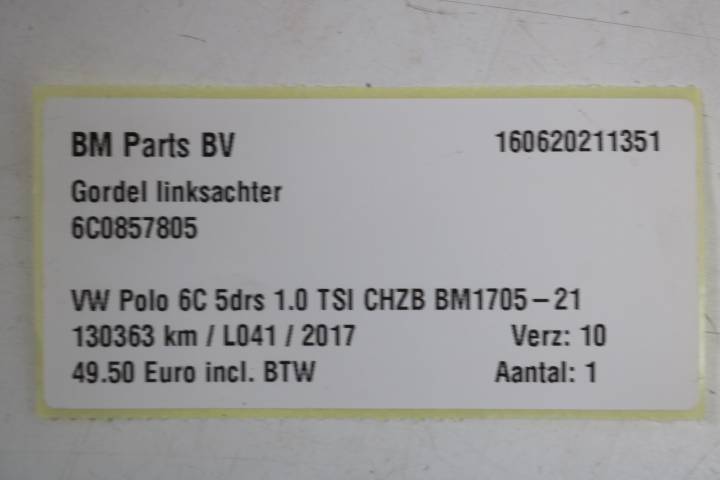 BM Parts BV 160620211351
Gordel linksachter
6C0857805
VW Polo 6C 5drs 1.0 TSI CHZB BM1705-21
130363 km / L041 / 2017 Verz: 10
49.50 Euro incl. BTW Aantal: 1